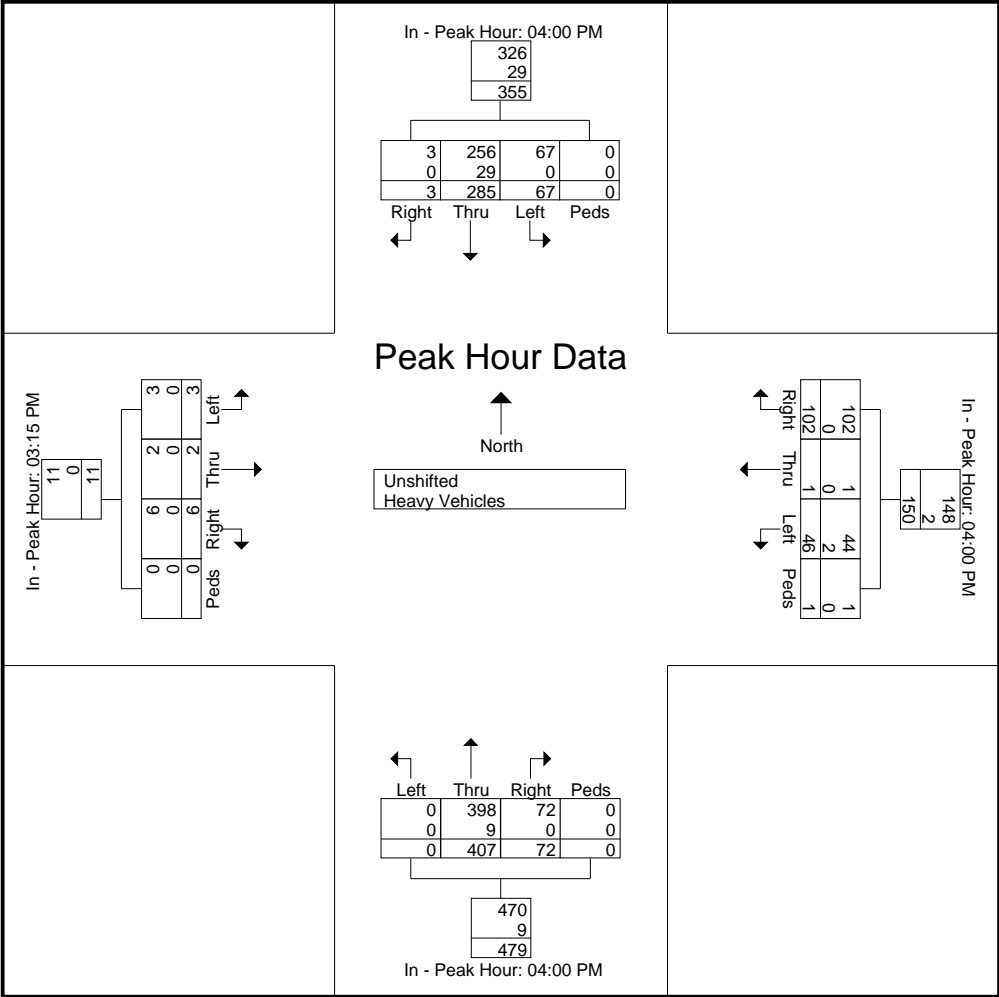 In - Peak Hour: 04:00 PM
326
29
355
3 256 67 0
0 29 0 0
3 285 67 0
Right Thru Left Peds
Peak Hour Data
North
Unshifted
Heavy Vehicles
In - Peak Hour: 03:15 PM
11
0
11
3 0 3 Left
2 0 2 Thru
6 0 6 Right
0 0 0 Peds
Right 102 0 102
Thru 1 0 1
Left 46 2 44
Peds 1 0 1
148
2
150
In - Peak Hour: 04:00 PM
Left Thru Right Peds
0 398 72 0
0 9 0 0
0 407 72 0
470
9
479
In - Peak Hour: 04:00 PM